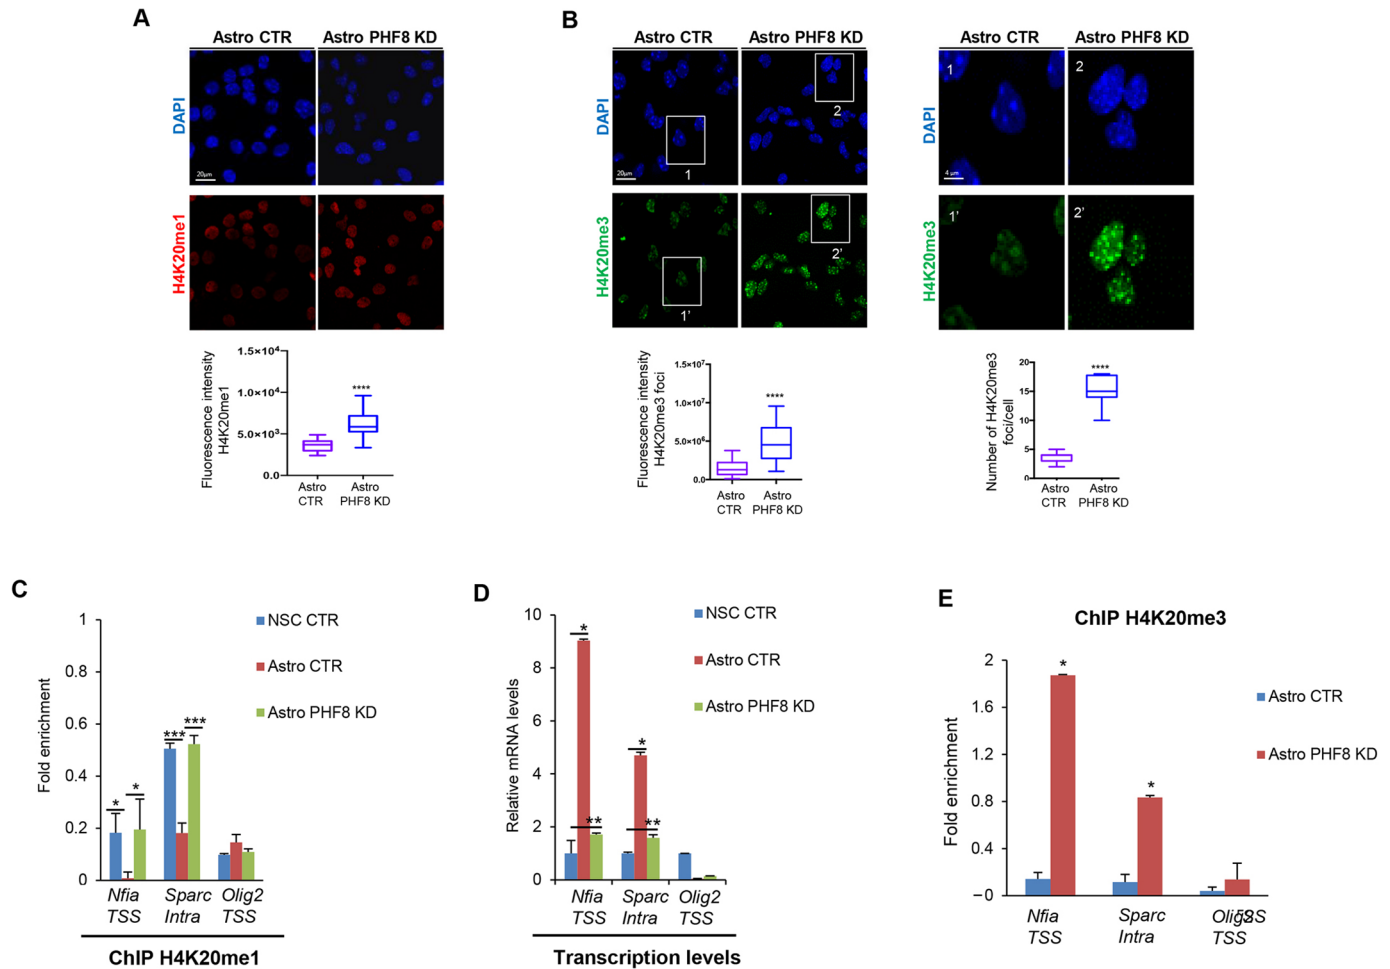 A
Astro CTR
Astro PHF8 KD
DAPI
20µm
H4K20me1
Fluorescence intensity
H4K20me1
1.5×10⁴
1.0×10⁴
5.0×10³
0.0
****
Astro
CTR
Astro
PHF8 KD
B
Astro CTR
Astro PHF8 KD
DAPI
1
2
20µm
H4K20me3
1'
2'
Astro CTR
Astro PHF8 KD
DAPI
1
2
4 µm
H4K20me3
1'
2'
Fluorescence intensity
H4K20me3 foci
1.5×10⁷
1.0×10⁷
5.0×10⁶
0.0
****
Astro
CTR
Astro
PHF8 KD
Number of H4K20me3
foci/cell
20
15
10
5
0
****
Astro
CTR
Astro
PHF8 KD
C
Fold enrichment
1
0.8
0.6
0.4
0.2
0
* * *** ***
NSC CTR
Astro CTR
Astro PHF8 KD
Nfia
TSS
Sparc
Intra
Olig2
TSS
ChIP H4K20me1
D
Relative mRNA levels
10
8
6
4
2
0
* ** * **
NSC CTR
Astro CTR
Astro PHF8 KD
Nfia
TSS
Sparc
Intra
Olig2
TSS
Transcription levels
E
ChIP H4K20me3
Fold enrichment
2
1.6
1.2
0.8
0.4
−0
* *
Astro CTR
Astro PHF8 KD
Nfia
TSS
Sparc
Intra
TSS